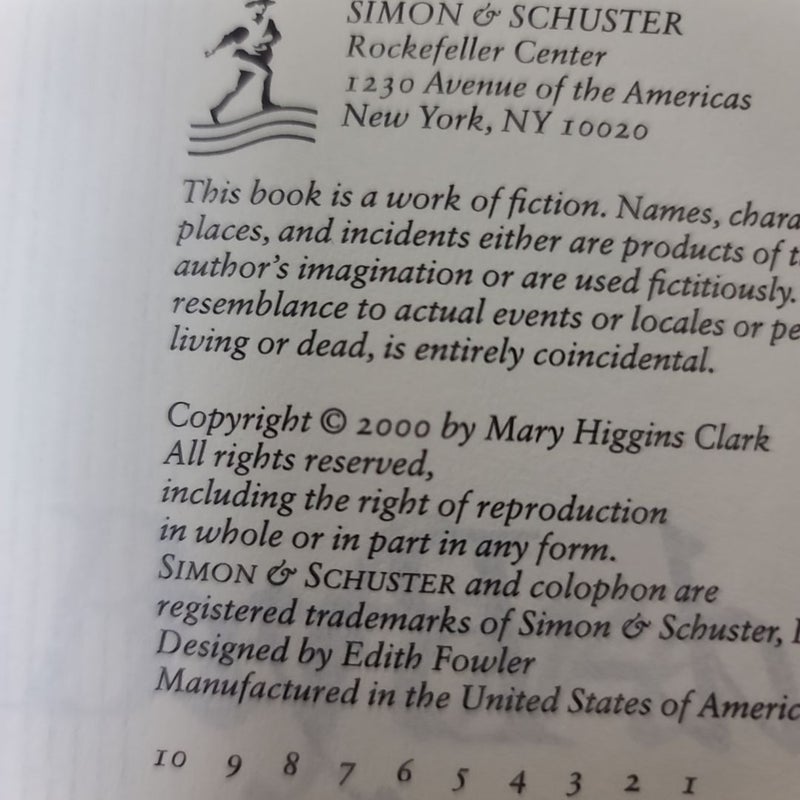 SIMON & SCHUSTER
Rockefeller Center
1230 Avenue of the Americas
New York, NY 10020
This book is a work of fiction. Names, chara
places, and incidents either are products of t
author's imagination or are used fictitiously.
resemblance to actual events or locales or pe
living or dead, is entirely coincidental.
Copyright © 2000 by Mary Higgins Clark
All rights reserved,
including the right of reproduction
in whole or in part in any form.
SIMON & SCHUSTER and colophon are
registered trademarks of Simon & Schuster, I
Designed by Edith Fowler
Manufactured in the United States of Americ
10 9 8 7 6 5 4 3 2 1